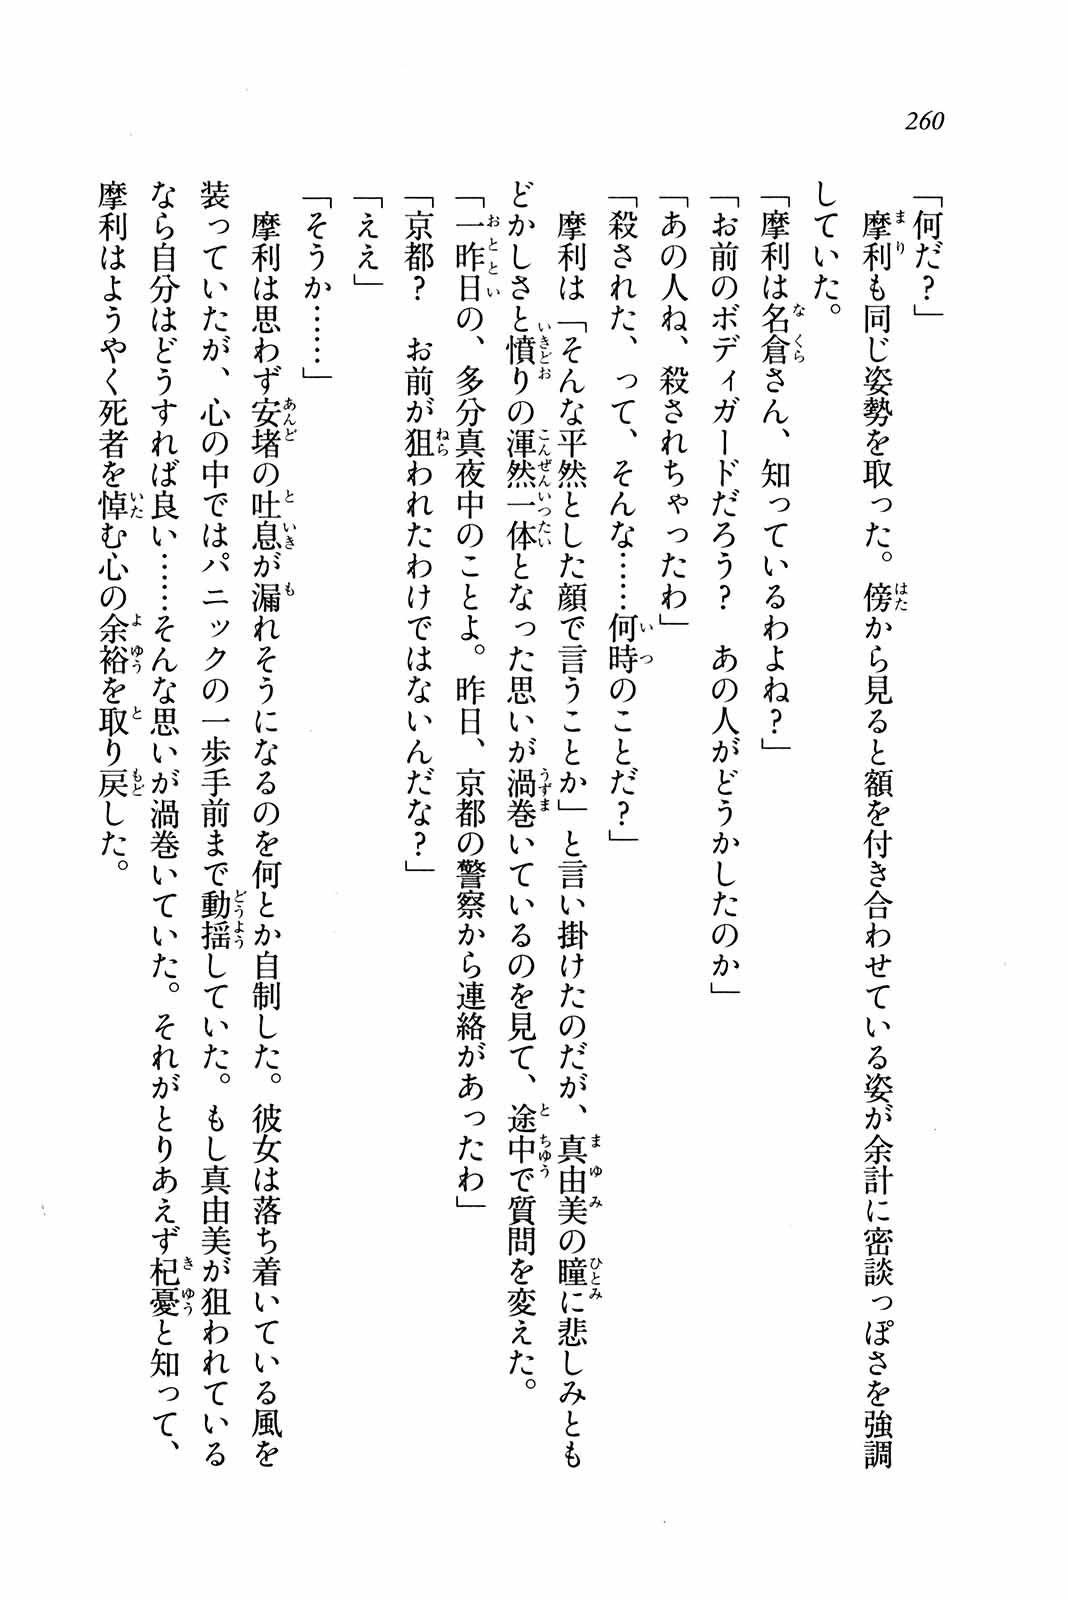 260
「何だ？」
　摩利も同じ姿勢を取った。傍から見ると額を付き合わせている姿が余計に密談っぽさを強調
していた。
「摩利は名倉さん、知っているわよね？」
「お前のボディガードだろう？　あの人がどうかしたのか」
「あの人ね、殺されちゃったわ」
「殺された、って、そんな……何時のことだ？」
　摩利は「そんな平然とした顔で言うことか」と言い掛けたのだが、真由美の瞳に悲しみとも
どかしさと憤りの渾然一体となった思いが渦巻いているのを見て、途中で質問を変えた。
「一昨日の、多分真夜中のことよ。昨日、京都の警察から連絡があったわ」
「京都？　お前が狙われたわけではないんだな？」
「ええ」
「そうか……」
　摩利は思わず安堵の吐息が漏れそうになるのを何とか自制した。彼女は落ち着いている風を
装っていたが、心の中ではパニックの一歩手前まで動揺していた。もし真由美が狙われている
なら自分はどうすれば良い……そんな思いが渦巻いていた。それがとりあえず杞憂と知って、
摩利はようやく死者を悼む心の余裕を取り戻した。